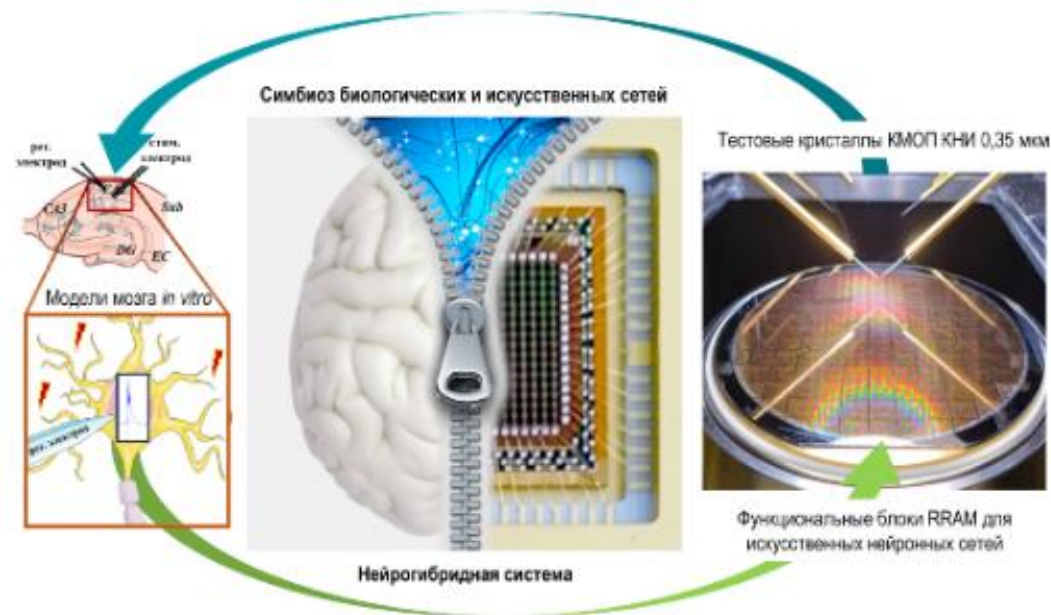 Симбиоз биологических и искусственных сетей
рег.
электрод
стим.
электрод
CA3
Sub
DG
EC
Модели мозга in vitro
рег. электрод
Тестовые кристаллы КМОП КНИ 0,35 мкм
Функциональные блоки RRAM для
искусственных нейронных сетей
Нейрогибридная система